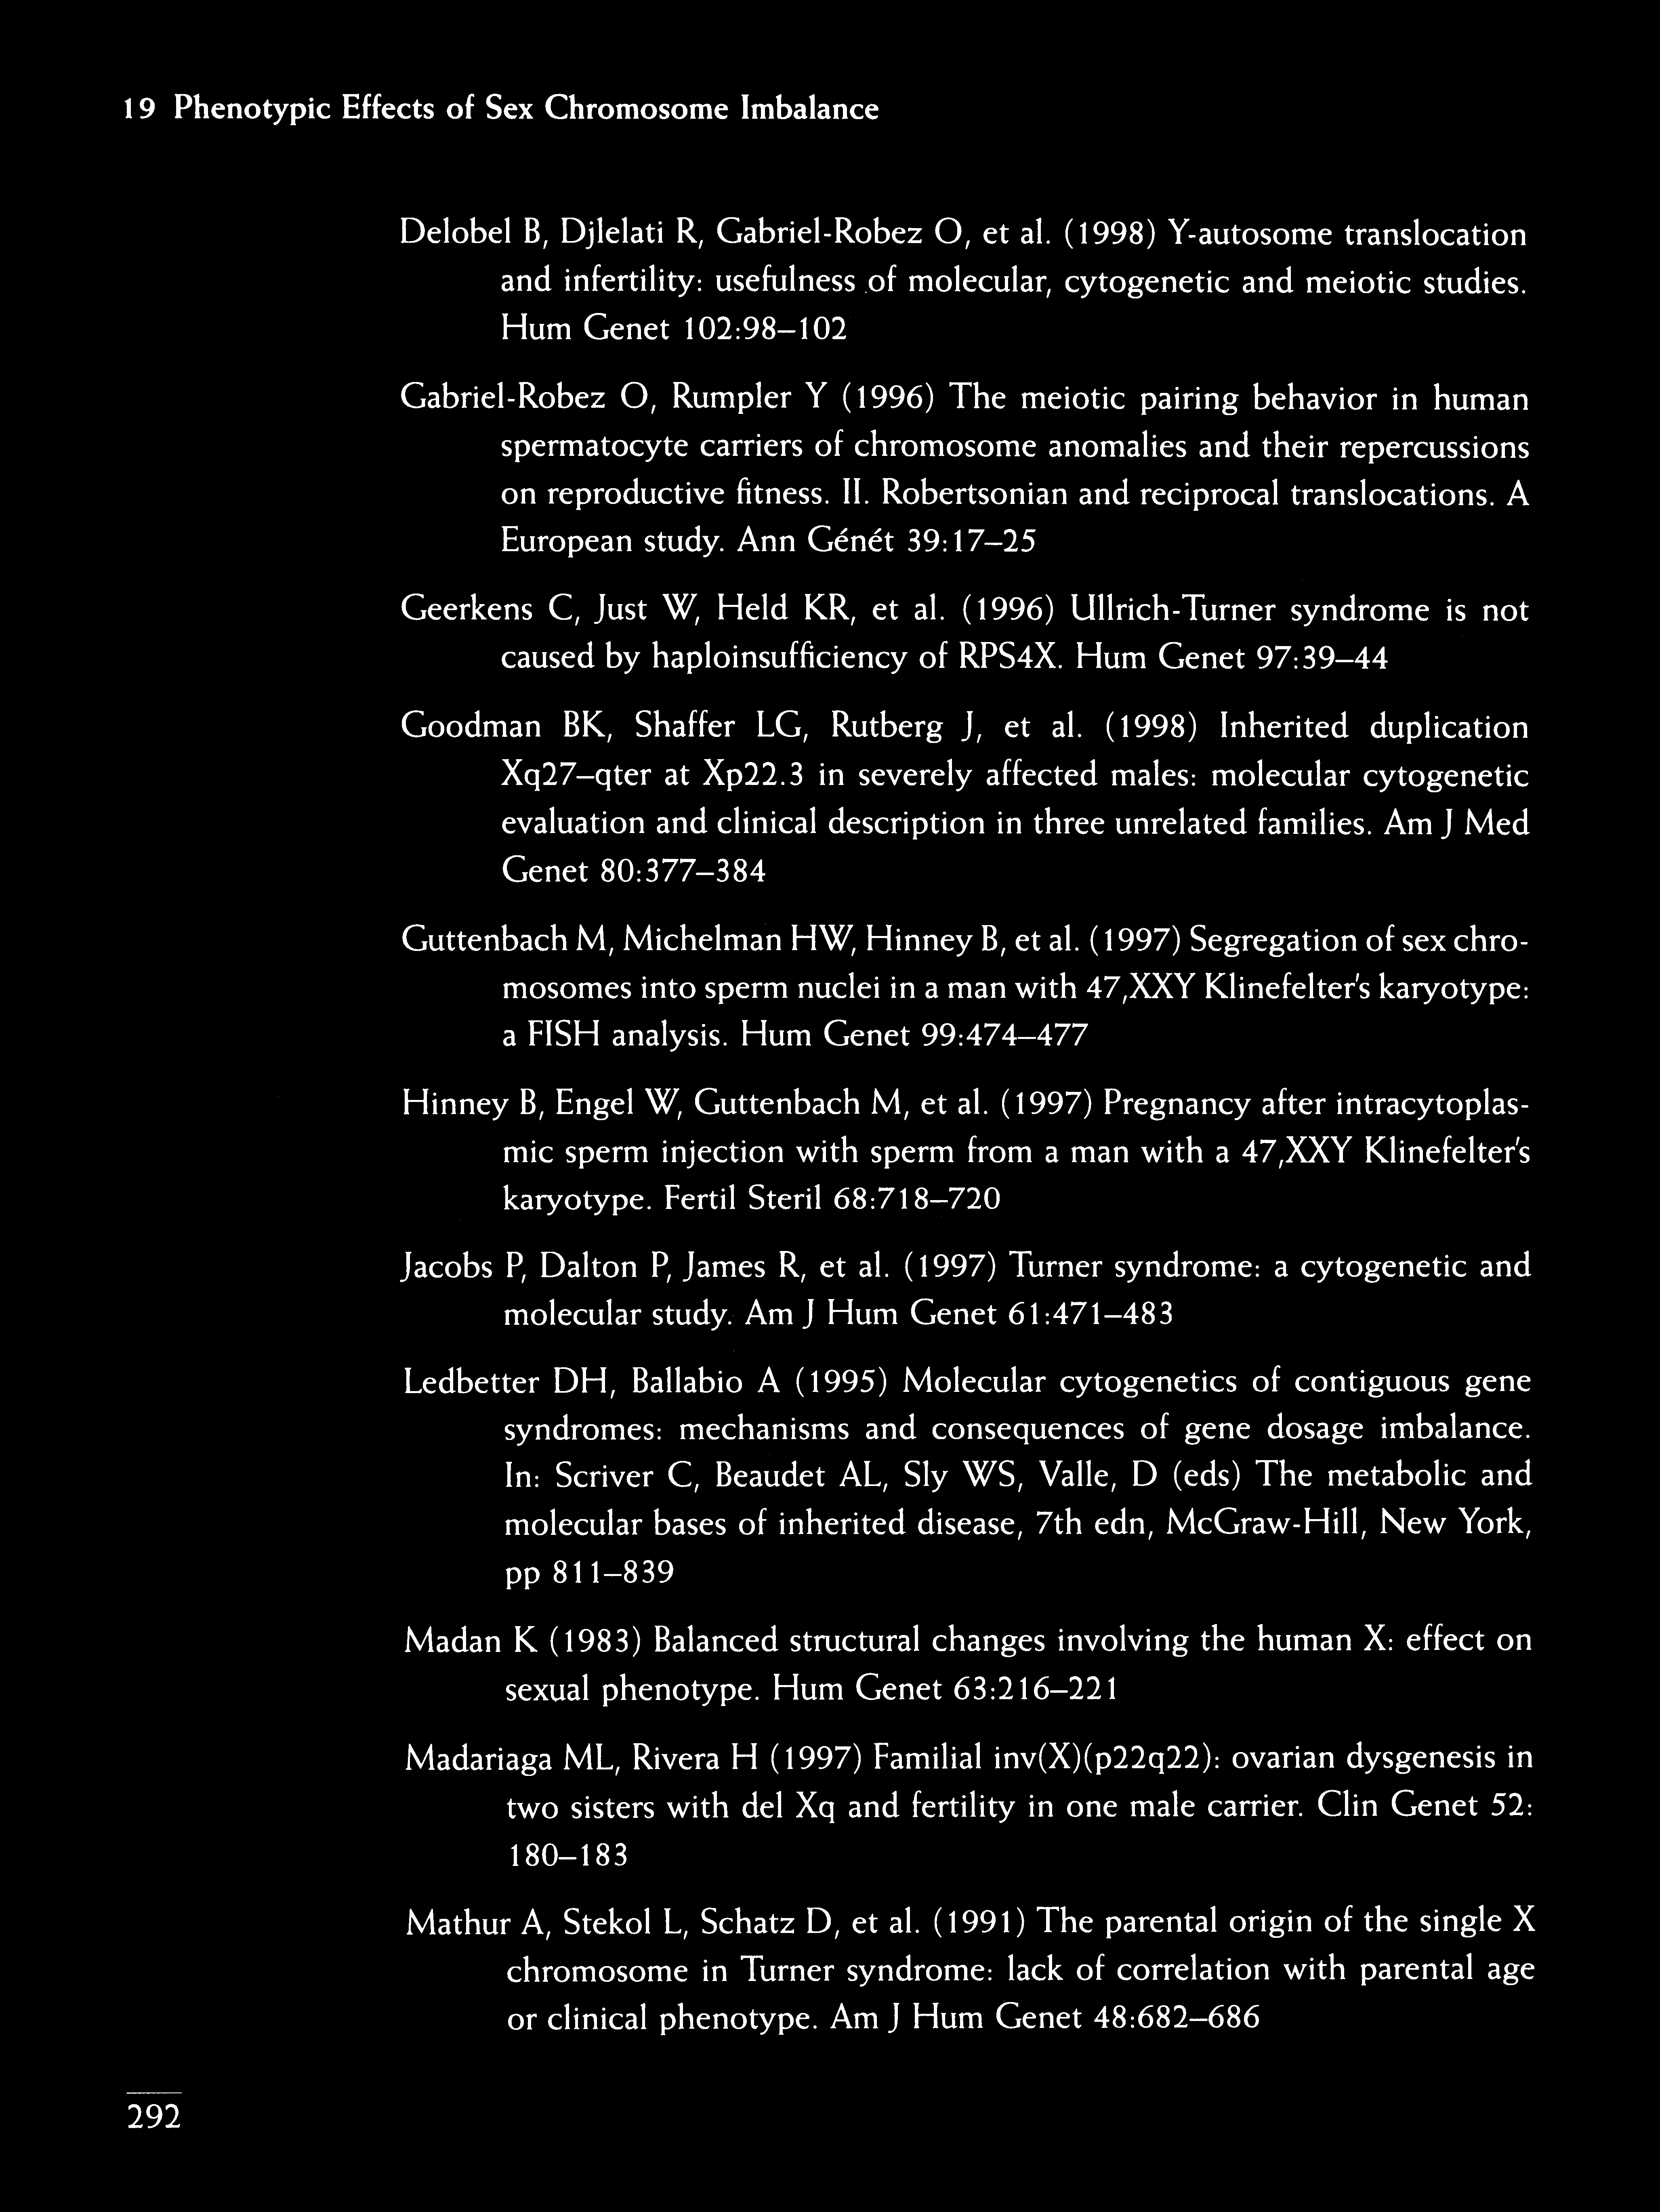 19 Phenotypic Effects of Sex Chromosome Imbalance
Delobel B, Djlelati R, Gabriel-Robez O, et al. (1998) Y-autosome translocation
and infertility: usefulness of molecular, cytogenetic and meiotic studies.
Hum Genet 102:98–102
Gabriel-Robez O, Rumpler Y (1996) The meiotic pairing behavior in human
spermatocyte carriers of chromosome anomalies and their repercussions
on reproductive fitness. II. Robertsonian and reciprocal translocations. A
European study. Ann Génét 39:17–25
Geerkens C, Just W, Held KR, et al. (1996) Ullrich-Turner syndrome is not
caused by haploinsufficiency of RPS4X. Hum Genet 97:39–44
Goodman BK, Shaffer LG, Rutberg J, et al. (1998) Inherited duplication
Xq27–qter at Xp22.3 in severely affected males: molecular cytogenetic
evaluation and clinical description in three unrelated families. Am J Med
Genet 80:377–384
Guttenbach M, Michelman HW, Hinney B, et al. (1997) Segregation of sex chro-
mosomes into sperm nuclei in a man with 47,XXY Klinefelter's karyotype:
a FISH analysis. Hum Genet 99:474–477
Hinney B, Engel W, Guttenbach M, et al. (1997) Pregnancy after intracytoplas-
mic sperm injection with sperm from a man with a 47,XXY Klinefelter's
karyotype. Fertil Steril 68:718–720
Jacobs P, Dalton P, James R, et al. (1997) Turner syndrome: a cytogenetic and
molecular study. Am J Hum Genet 61:471–483
Ledbetter DH, Ballabio A (1995) Molecular cytogenetics of contiguous gene
syndromes: mechanisms and consequences of gene dosage imbalance.
In: Scriver C, Beaudet AL, Sly WS, Valle, D (eds) The metabolic and
molecular bases of inherited disease, 7th edn, McGraw-Hill, New York,
pp 811–839
Madan K (1983) Balanced structural changes involving the human X: effect on
sexual phenotype. Hum Genet 63:216–221
Madariaga ML, Rivera H (1997) Familial inv(X)(p22q22): ovarian dysgenesis in
two sisters with del Xq and fertility in one male carrier. Clin Genet 52:
180–183
Mathur A, Stekol L, Schatz D, et al. (1991) The parental origin of the single X
chromosome in Turner syndrome: lack of correlation with parental age
or clinical phenotype. Am J Hum Genet 48:682–686
292